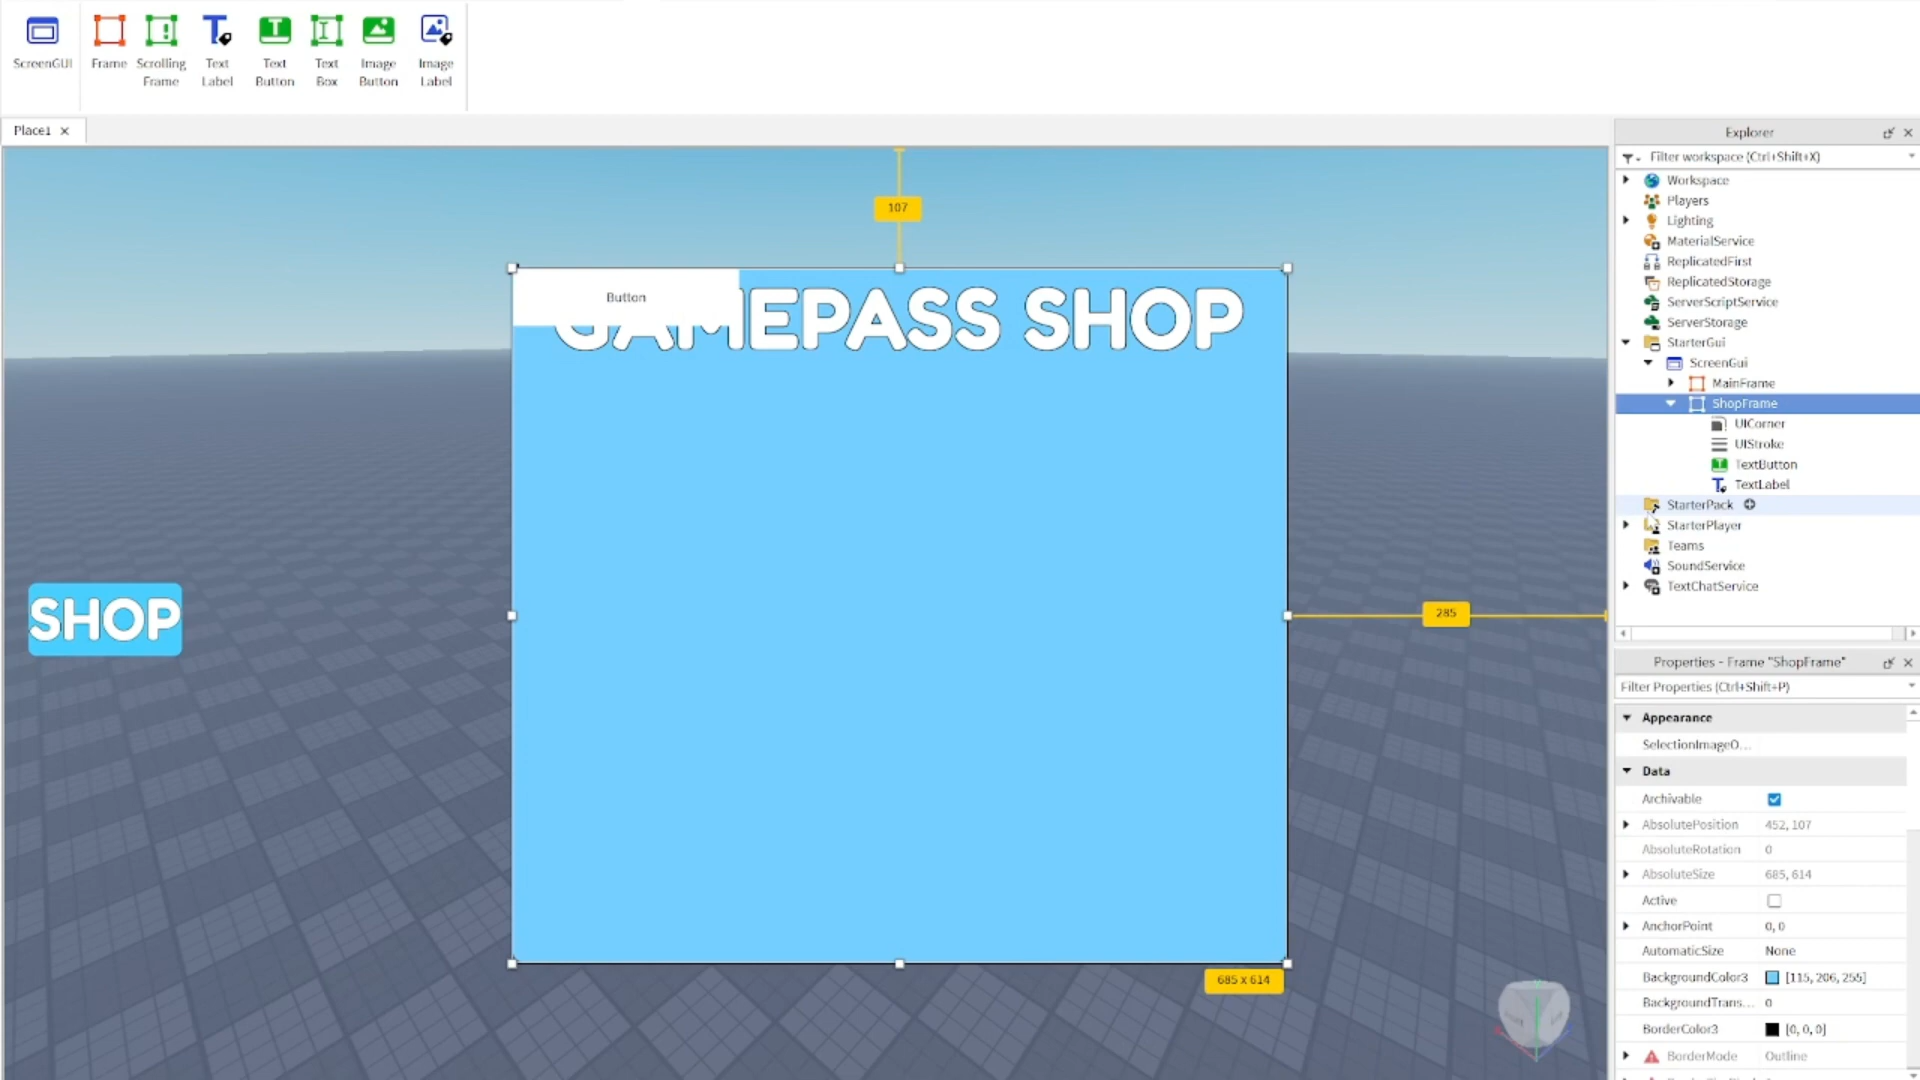 ScreenGUI
Frame
Scrolling
Frame
Text
Label
Text
Button
Text
Box
Image
Button
Image
Label
Place1
107
Button
GAMEPASS SHOP
SHOP
285
685 x 614
Explorer
Filter workspace (Ctrl+Shift+X)
Workspace
Players
Lighting
MaterialService
ReplicatedFirst
ReplicatedStorage
ServerScriptService
ServerStorage
StarterGui
ScreenGui
MainFrame
ShopFrame
UICorner
UIStroke
TextButton
TextLabel
StarterPack
StarterPlayer
Teams
SoundService
TextChatService
Properties - Frame "ShopFrame"
Filter Properties (Ctrl+Shift+P)
Appearance
SelectionImageO...
Data
Archivable
AbsolutePosition 452, 107
AbsoluteRotation 0
AbsoluteSize 685, 614
Active
AnchorPoint 0, 0
AutomaticSize None
BackgroundColor3 [115, 206, 255]
BackgroundTrans... 0
BorderColor3 [0, 0, 0]
BorderMode Outline